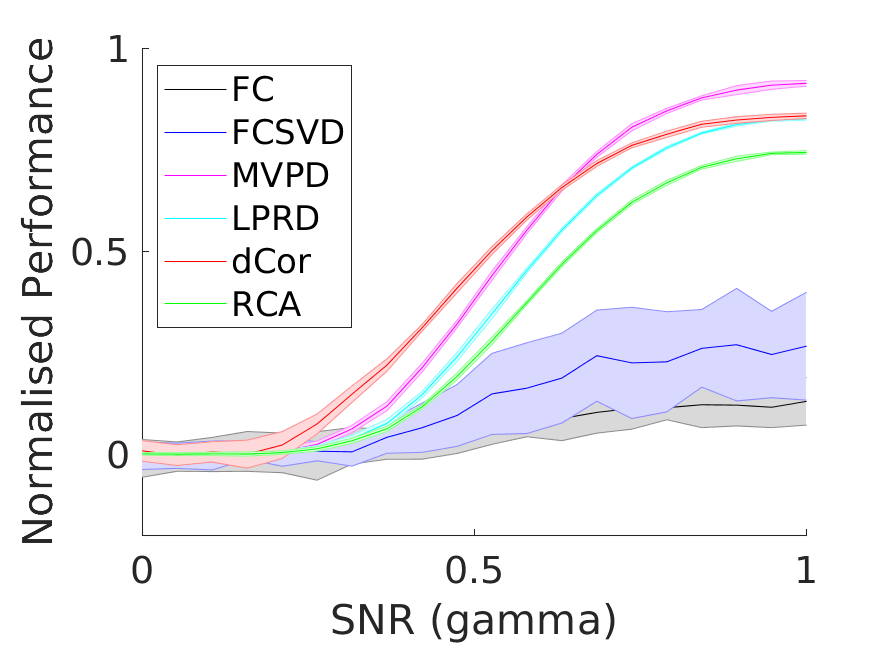 Normalised Performance
1
0.5
0
FC
FCSVD
MVPD
LPRD
dCor
RCA
0
0.5
1
SNR (gamma)